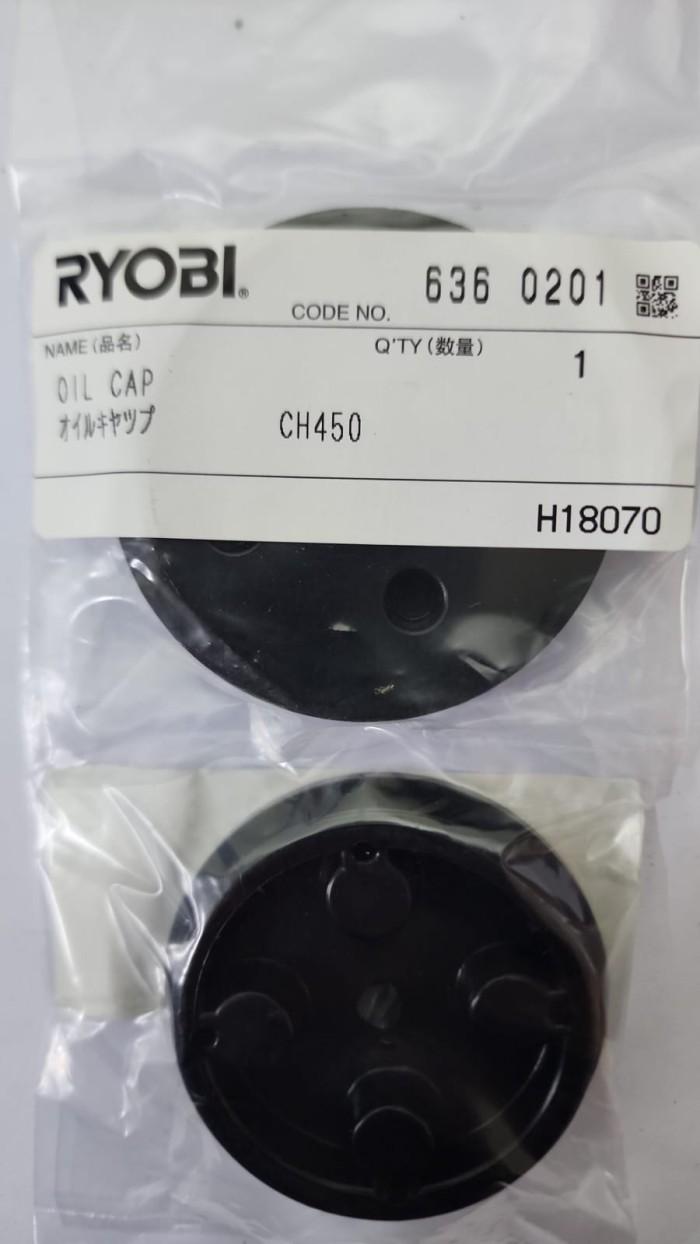 RYOBI®
CODE NO. 636 0201
NAME (品名) Q'TY (数量) 1
OIL CAP
オイルキヤツプ CH450
H18070